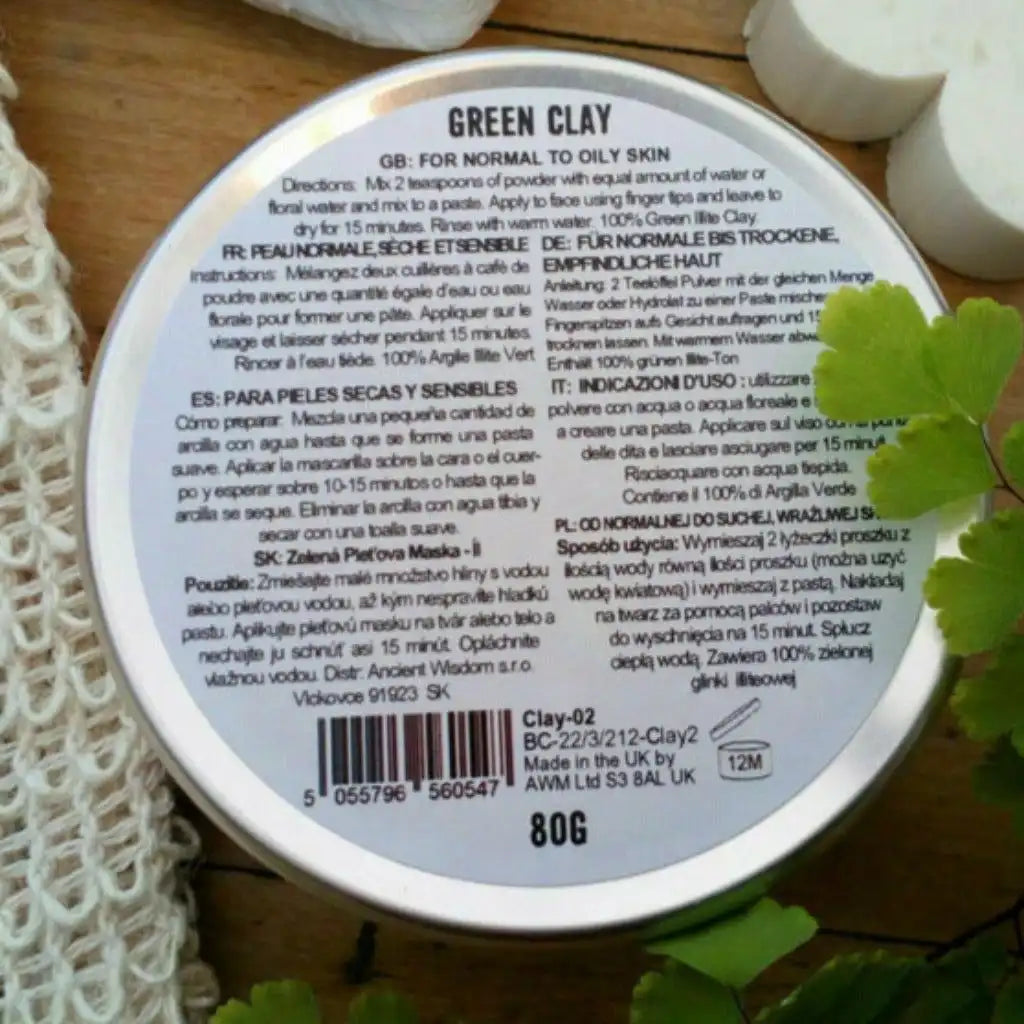 GREEN CLAY
GB: FOR NORMAL TO OILY SKIN
Directions: Mix 2 teaspoons of powder with equal amount of water or
floral water and mix to a paste. Apply to face using finger tips and leave to
dry for 15 minutes. Rinse with warm water. 100% Green Illite Clay
FR: PEAU NORMALE, SÈCHE ET SENSIBLE
Instructions: Mélangez deux cuillères à café de
poudre avec une quantité égale d'eau ou eau
florale pour former une pâte. Appliquer sur le
visage et laisser sécher pendant 15 minutes.
Rincer à l'eau tiède. 100% Argile Illite Vert
DE: FÜR NORMALE BIS TROCKENE,
EMPFINDLICHE HAUT
Anleitung: 2 Teelöffel Pulver mit der gleichen Menge
Wasser oder Hydrolat zu einer Paste mischen
Fingerspitzen aufs Gesicht auftragen und 15
trocknen lassen. Mit warmem Wasser
Enthält 100% grünen Illite-Ton
ES: PARA PIELES SECAS Y SENSIBLES
Cómo preparar: Mezcla una pequeña cantidad de
arcilla con agua hasta que se forme una pasta
suave. Aplicar la mascarilla sobre la cara o el cuer-
po y esperar sobre 10-15 minutos o hasta que la
arcilla se seque. Eliminar la arcilla con agua tibia y
secar con una toalla suave.
IT: INDICAZIONI D'USO : utilizzare
polvere con acqua o acqua floreale e
a creare una pasta. Applicare sul viso
delle dita e lasciare asciugare per 15 minuti
Risciacquare con acqua tiepida.
Contiene il 100% di Argilla Verde
SK: Zelená Pleťova Maska - Íl
Pouzitie: Zmiešajte malé množstvo hliny s vodou
alebo pleťovou vodou, až kým nespravíte hladkú
pastu. Aplikujte pleťovú masku na tvár alebo telo a
nechajte ju schnúť asi 15 minút. Opláchnite
vlažnou vodou. Distr: Ancient Wisdom s.r.o.
Vlckovce 91923 SK
PL: OD NORMALNEJ DO SUCHEJ, WRAŻLIWEJ
Sposób użycia: Wymieszaj 2 łyżeczki proszku z
ilością wody równą ilości proszku (można uzyć
wodę kwiatową) i wymieszaj z pastą. Nakładaj
na twarz za pomocą palców i pozostaw
do wyschnięcia na 15 minut. Spłucz
ciepłą wodą. Zawiera 100% zielonej
glinki illiteowej
5 055796 560547
Clay-02
BC-22/3/212-Clay2
Made in the UK by
AWM Ltd S3 8AL UK
12M
80G